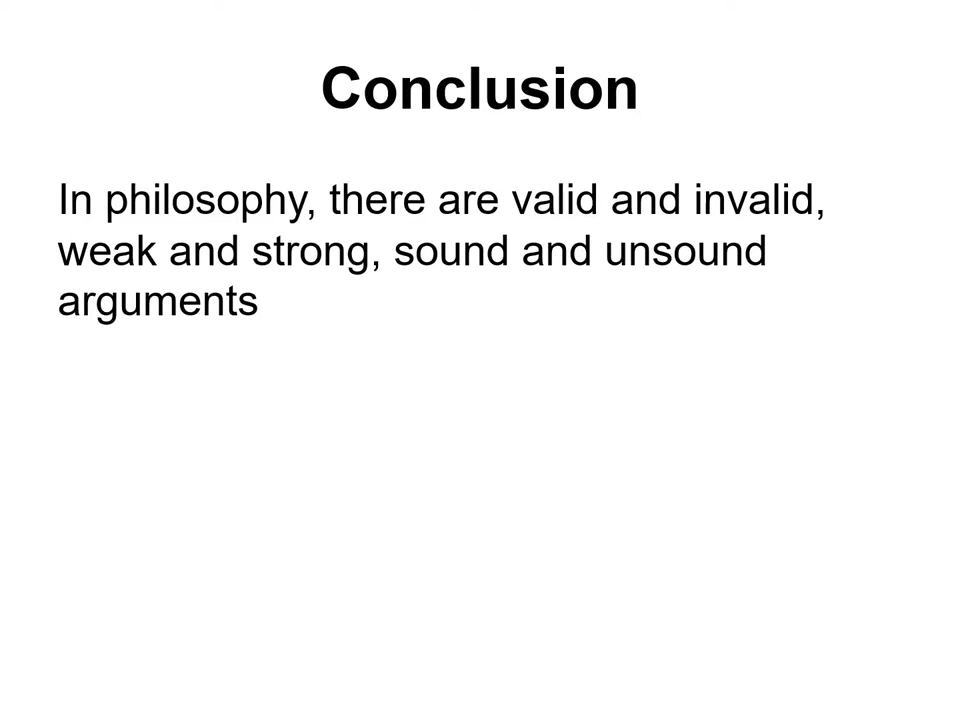 Conclusion
In philosophy, there are valid and invalid,
weak and strong, sound and unsound
arguments